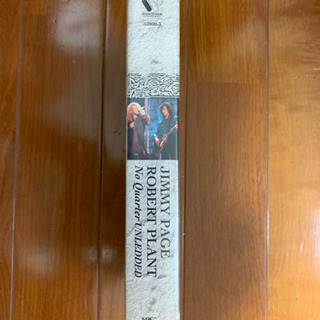 JIMMY PAGE
ROBERT PLANT
No Quarter UNLEDDED